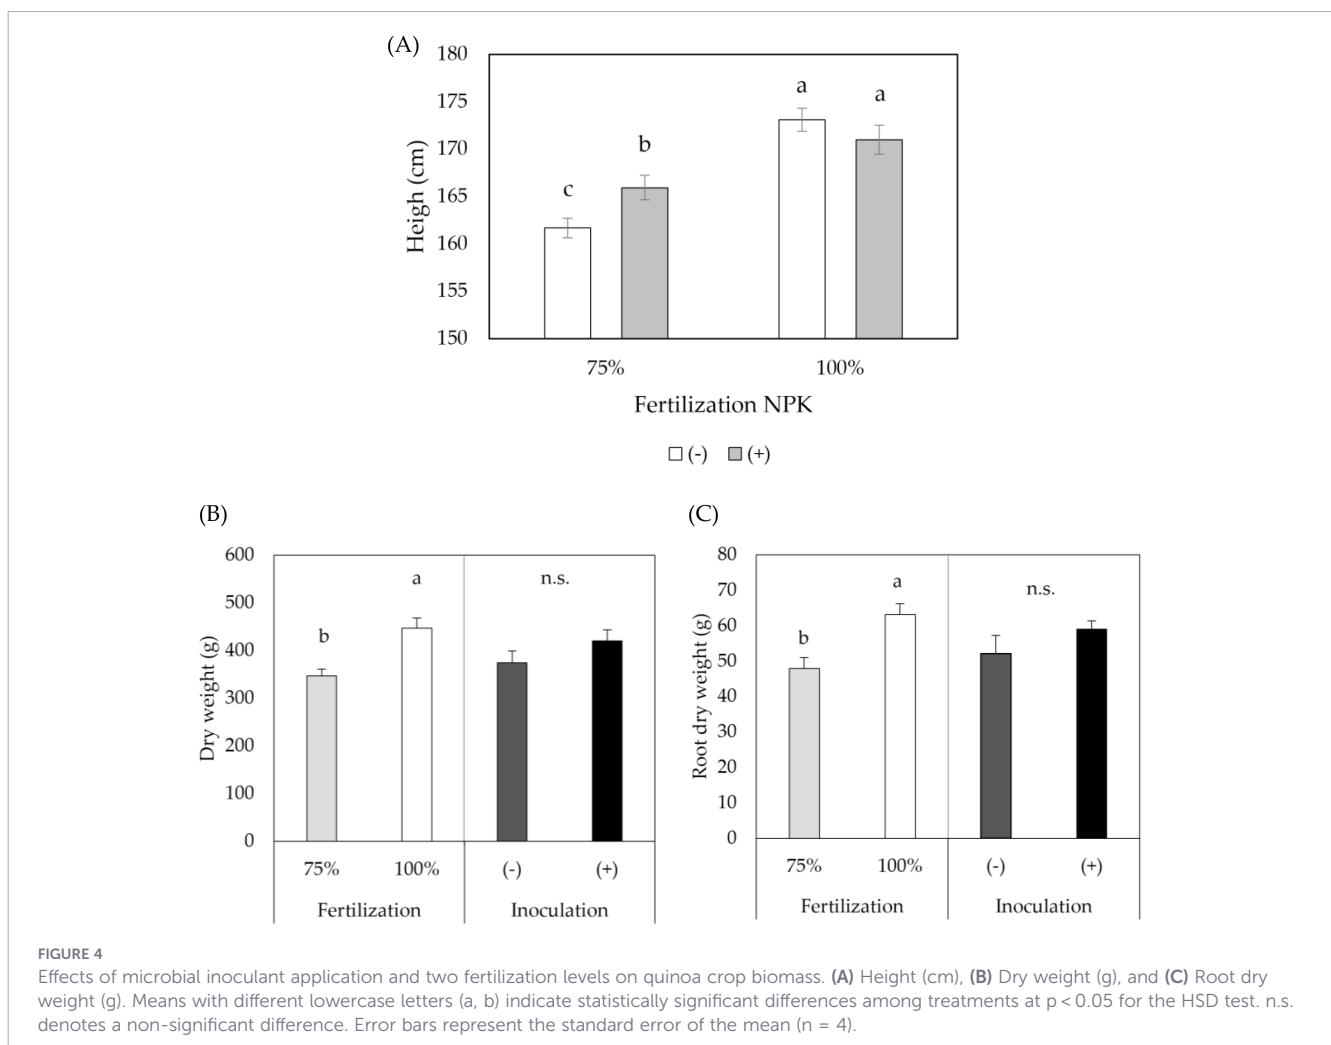 (A)
180
175
170
165
160
155
150
Heigh (cm)
c
b
a
a
75%
100%
Fertilization NPK
(-)
(+)
(B)
600
500
400
300
200
100
0
Dry weight (g)
b
a
n.s.
75%
100%
(-)
(+)
Fertilization
Inoculation
(C)
80
70
60
50
40
30
20
10
0
Root dry weight (g)
b
a
n.s.
75%
100%
(-)
(+)
Fertilization
Inoculation
FIGURE 4
Effects of microbial inoculant application and two fertilization levels on quinoa crop biomass. (A) Height (cm), (B) Dry weight (g), and (C) Root dry
weight (g). Means with different lowercase letters (a, b) indicate statistically significant differences among treatments at p < 0.05 for the HSD test. n.s.
denotes a non-significant difference. Error bars represent the standard error of the mean (n = 4).